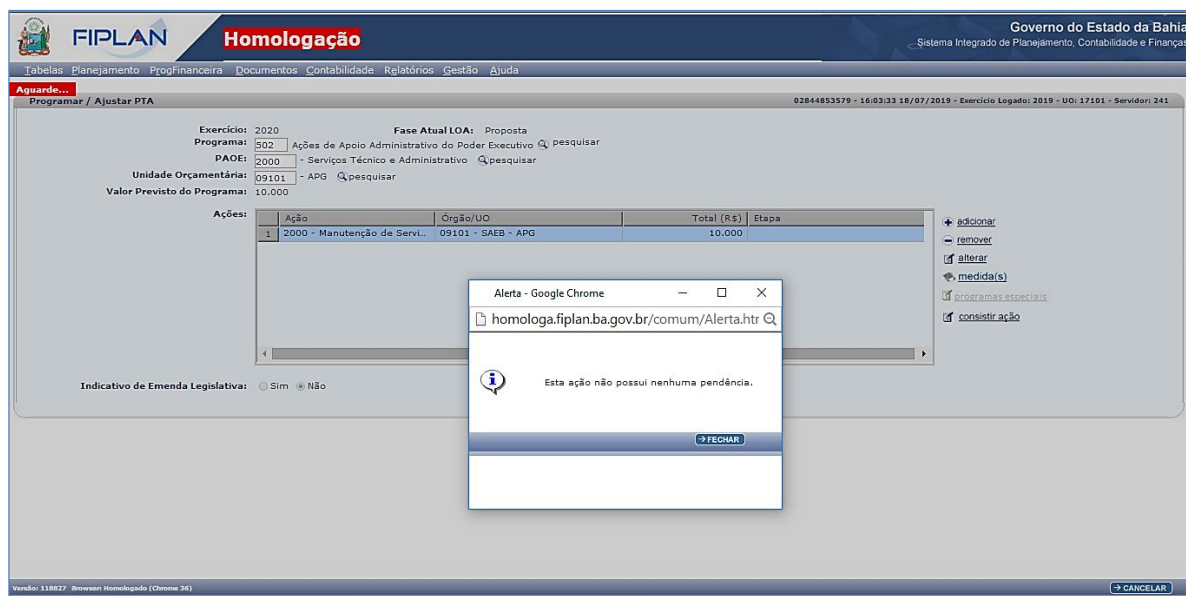 FIPLAN
Homologação
Governo do Estado da Bahia
Sistema Integrado de Planejamento, Contabilidade e Finanças
Tabelas Planejamento ProgFinanceira Documentos Contabilidade Relatórios Gestão Ajuda
Aguarde...
Programar / Ajustar PTA
02844853579 - 16:03:33 18/07/2019 - Exercício Logado: 2019 - UO: 17101 - Servidor: 241
Exercício: 2020 Fase Atual LOA: Proposta
Programa: 502 Ações de Apoio Administrativo do Poder Executivo pesquisar
PAOE: 2000 - Serviços Técnico e Administrativo pesquisar
Unidade Orçamentária: 09101 - APG pesquisar
Valor Previsto do Programa: 10.000
Ações:
Ação Órgão/UO Total (R$) Etapa
1 2000 - Manutenção de Servi... 09101 - SAEB - APG 10.000
adicionar
remover
alterar
medida(s)
programas especiais
consistir ação
Alerta - Google Chrome
homologa.fiplan.ba.gov.br/comum/Alerta.htr
Esta ação não possui nenhuma pendência.
FECHAR
Indicativo de Emenda Legislativa: Sim Não
Versão: 118827 Browser: Homologado (Chrome 36)
CANCELAR